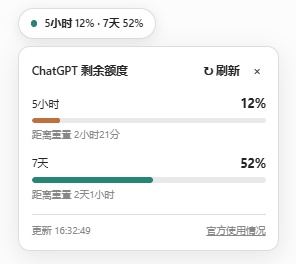 5小时 12% · 7天 52%
ChatGPT 剩余额度 ↻ 刷新 ×
5小时 12%
距离重置 2小时21分
7天 52%
距离重置 2天1小时
更新 16:32:49 官方使用情况